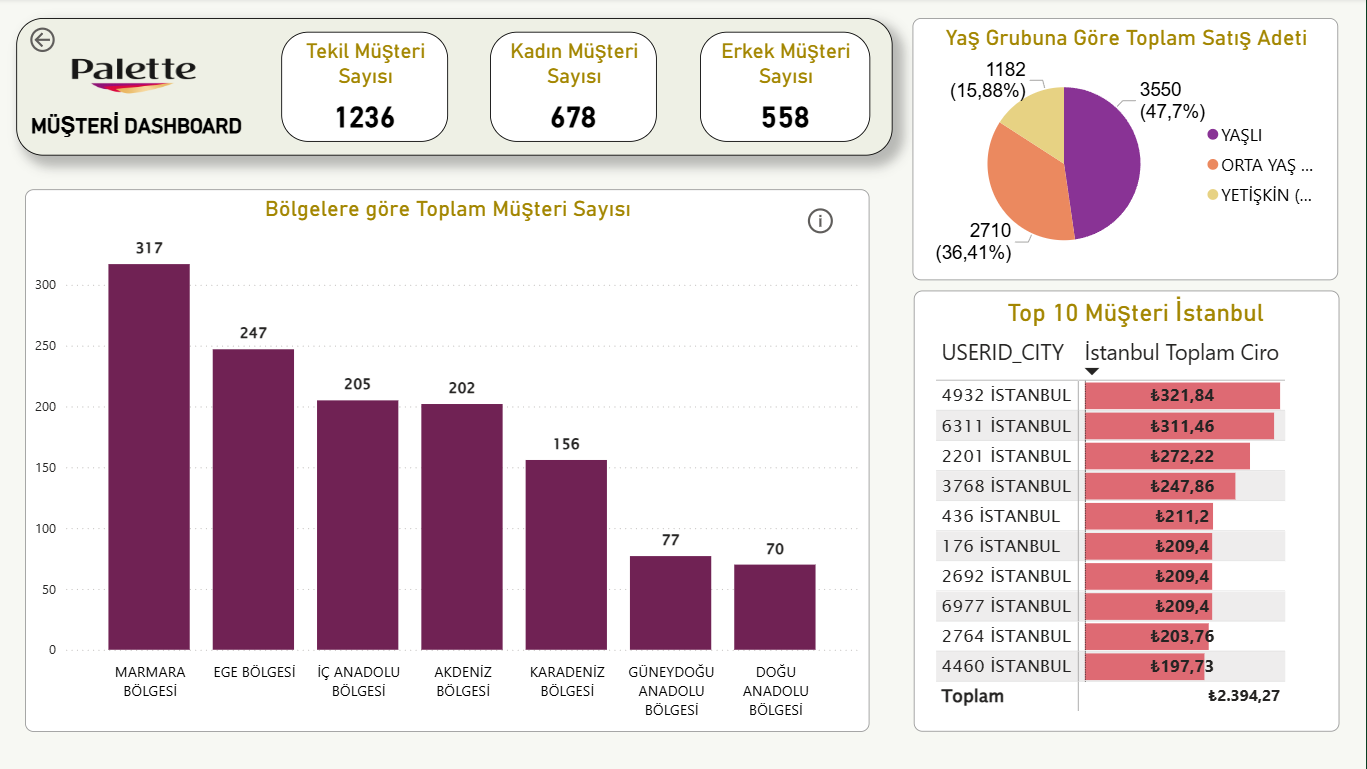 Palette
MÜŞTERİ DASHBOARD
Tekil Müşteri
Sayısı
1236
Kadın Müşteri
Sayısı
678
Erkek Müşteri
Sayısı
558
Yaş Grubuna Göre Toplam Satış Adeti
1182
(15,88%)
3550
(47,7%)
2710
(36,41%)
YAŞLI
ORTA YAŞ ...
YETİŞKİN (...
Bölgelere göre Toplam Müşteri Sayısı
300
250
200
150
100
50
0
317
247
205
202
156
77
70
MARMARA
BÖLGESİ
EGE BÖLGESİ
İÇ ANADOLU
BÖLGESİ
AKDENİZ
BÖLGESİ
KARADENİZ
BÖLGESİ
GÜNEYDOĞU
ANADOLU
BÖLGESİ
DOĞU
ANADOLU
BÖLGESİ
Top 10 Müşteri İstanbul
USERID_CITY İstanbul Toplam Ciro
4932 İSTANBUL ₺321,84
6311 İSTANBUL ₺311,46
2201 İSTANBUL ₺272,22
3768 İSTANBUL ₺247,86
436 İSTANBUL ₺211,2
176 İSTANBUL ₺209,4
2692 İSTANBUL ₺209,4
6977 İSTANBUL ₺209,4
2764 İSTANBUL ₺203,76
4460 İSTANBUL ₺197,73
Toplam ₺2.394,27